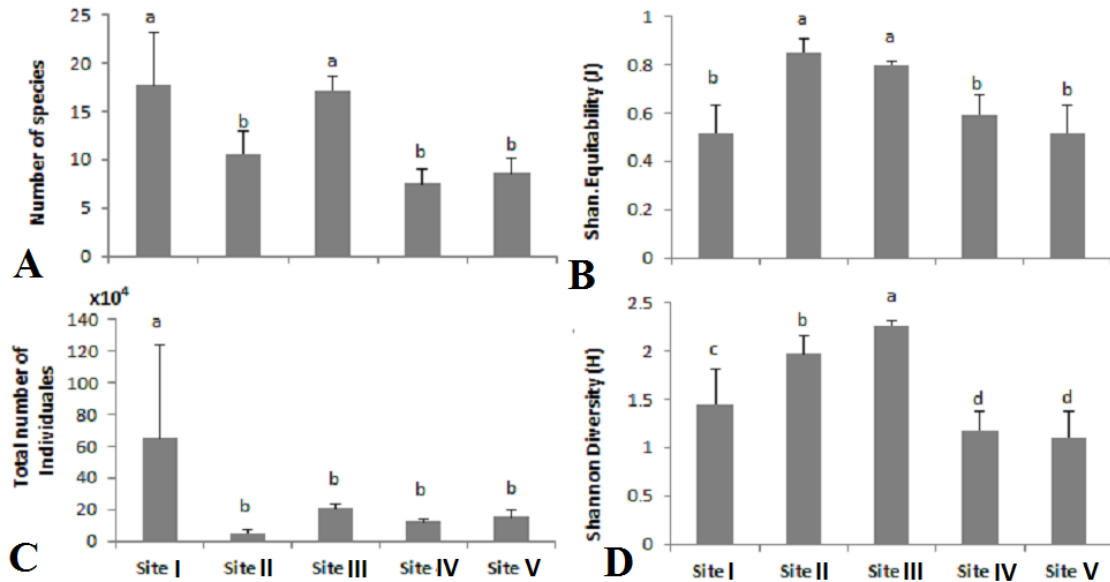 25
20
15
10
5
0
Number of species
a
b
a
b
b
A
1
0.8
0.6
0.4
0.2
0
Shan.Equitability (J)
b
a
a
b
b
B
x10⁴
140
120
100
80
60
40
20
0
Total number of
Individuales
a
b
b
b
b
C
Site I
Site II
Site III
Site IV
Site V
2.5
2
1.5
1
0.5
0
Shannon Diversity (H)
c
b
a
d
d
D
Site I
Site II
Site III
Site IV
Site V